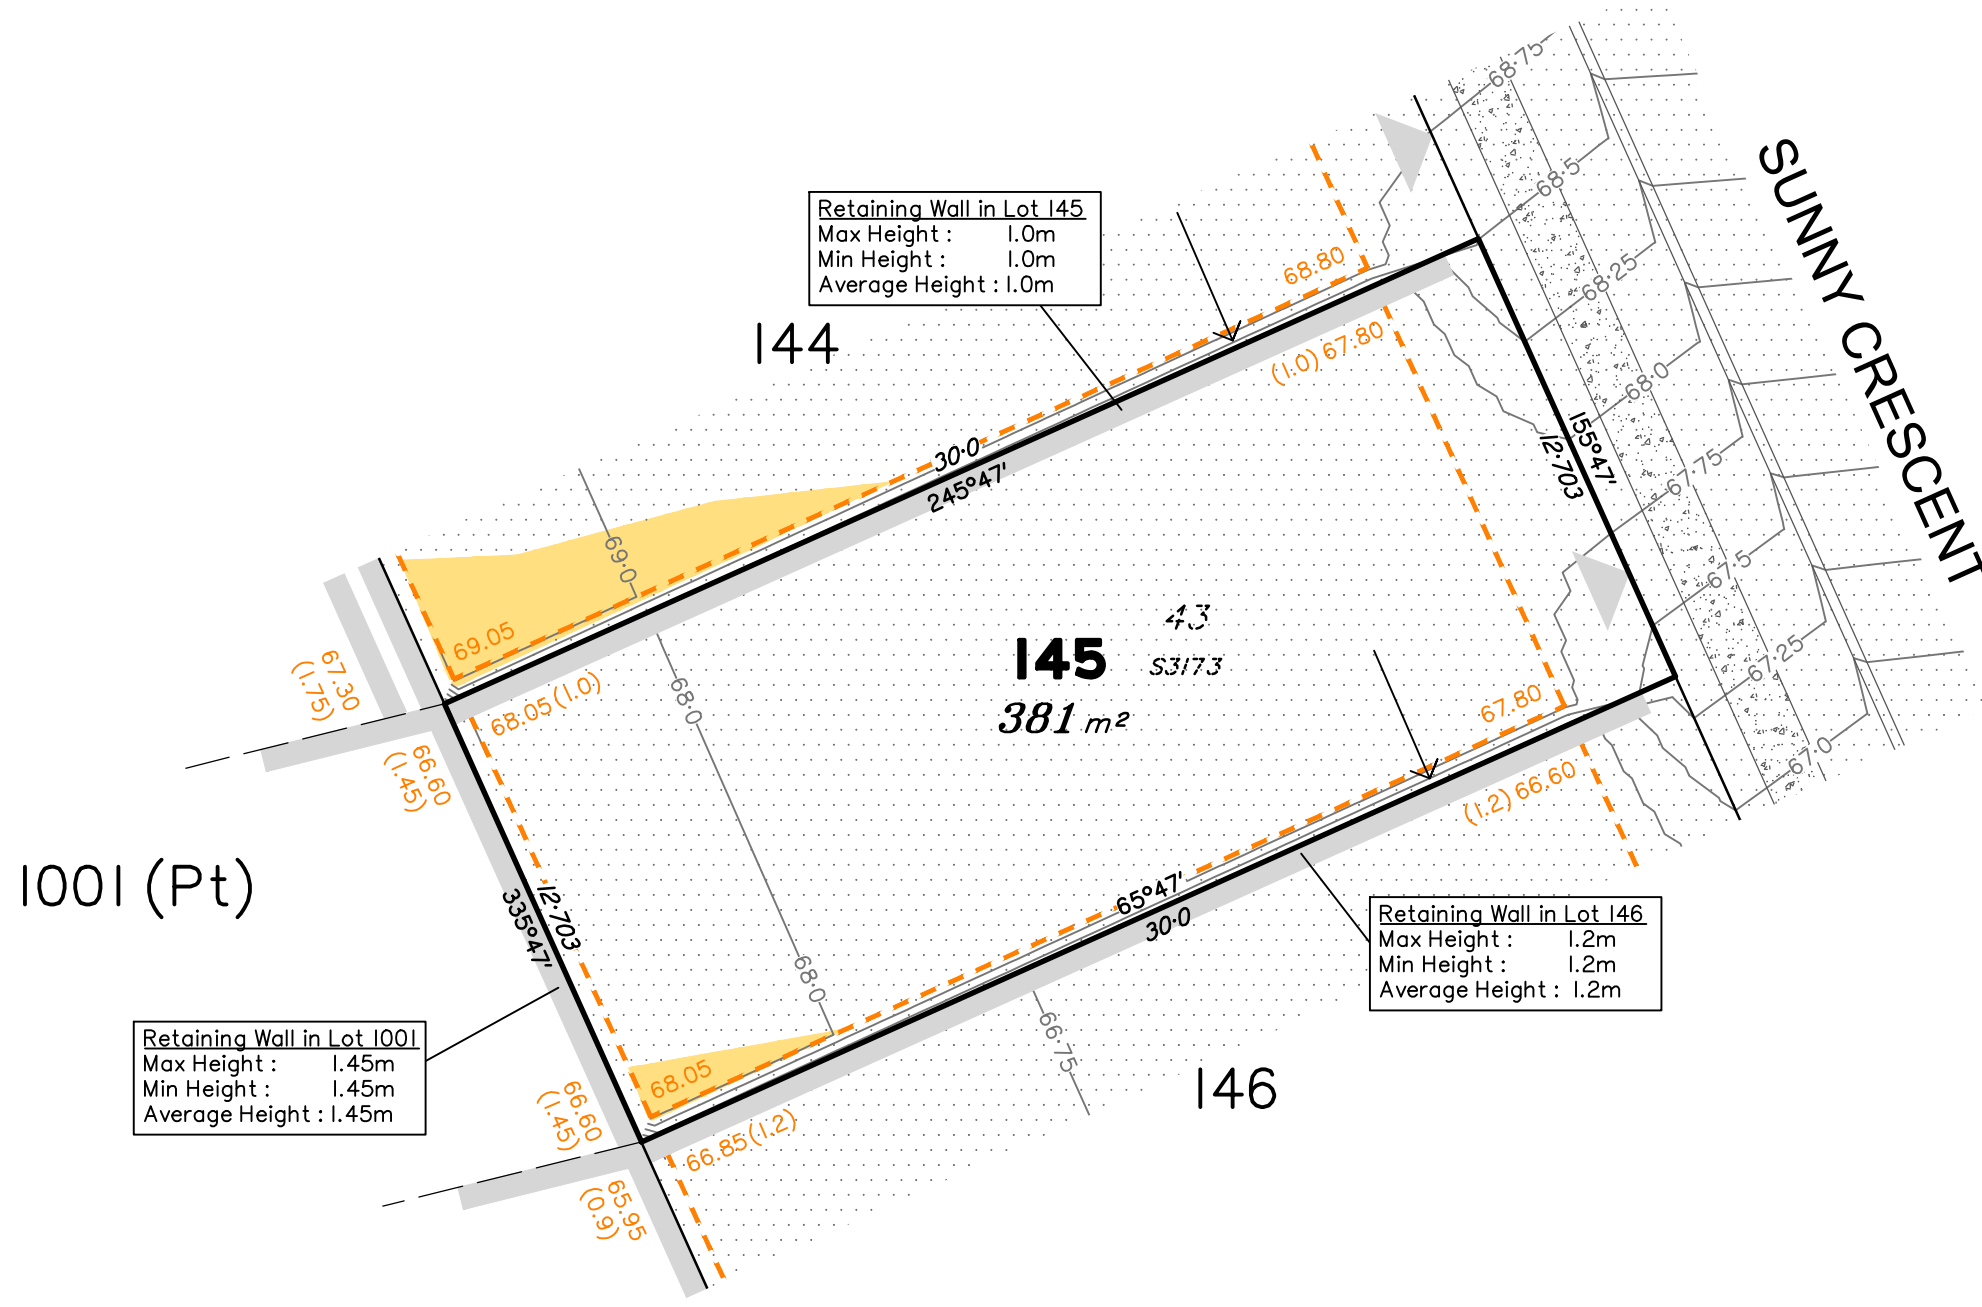 68·75
68·5
SUNNY CRESCENT
Retaining Wall in Lot 145
Max Height : 1.0m
Min Height : 1.0m
Average Height : 1.0m
68.80
68·25
144
(1.0) 67.80
68·0
30·0
245°47'
155°47'
12·703
67·75
69·0
67·5
69.05
43
145
S3173
381 m²
67·25
67.30
(1.75)
68.05 (1.0)
68·0
67.80
67·0
66.60
(1.45)
(1.2) 66.60
1001 (Pt)
12·703
335°47'
65°47'
30·0
Retaining Wall in Lot 146
Max Height : 1.2m
Min Height : 1.2m
Average Height : 1.2m
68·0
66·75
Retaining Wall in Lot 1001
Max Height : 1.45m
Min Height : 1.45m
Average Height : 1.45m
68.05
146
66.60
(1.45)
66.85 (1.2)
65.95
(0.9)